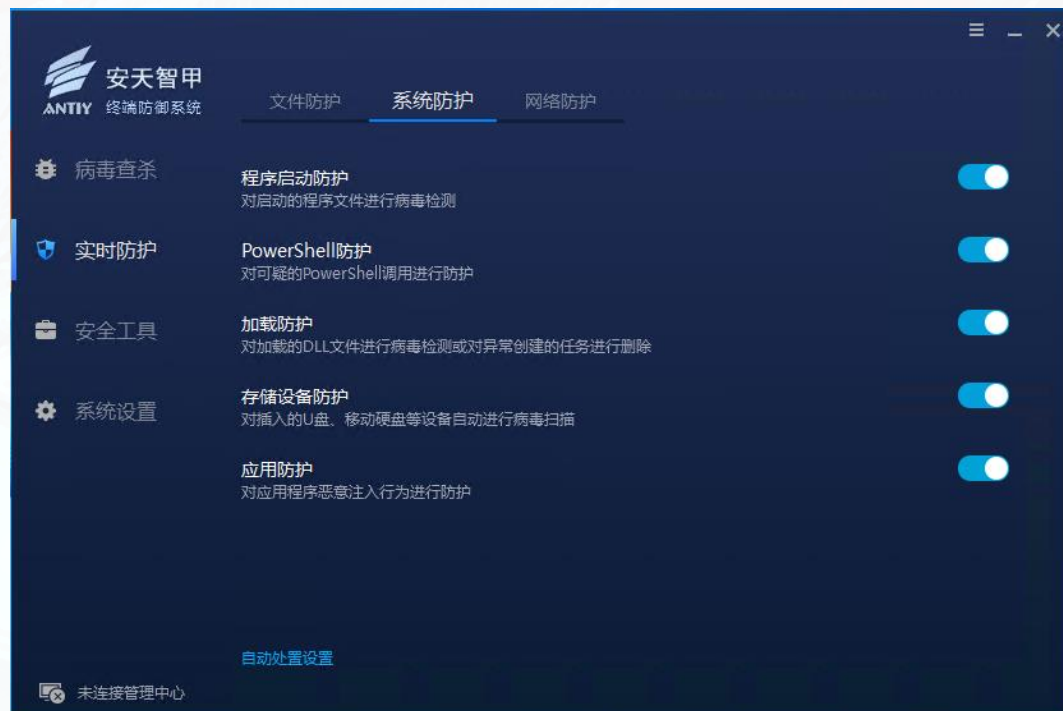 安天智甲
ANTIY 终端防御系统
文件防护 系统防护 网络防护
病毒查杀
实时防护
安全工具
系统设置
程序启动防护
对启动的程序文件进行病毒检测
PowerShell防护
对可疑的PowerShell调用进行防护
加载防护
对加载的DLL文件进行病毒检测或对异常创建的任务进行删除
存储设备防护
对插入的U盘、移动硬盘等设备自动进行病毒扫描
应用防护
对应用程序恶意注入行为进行防护
自动处置设置
未连接管理中心